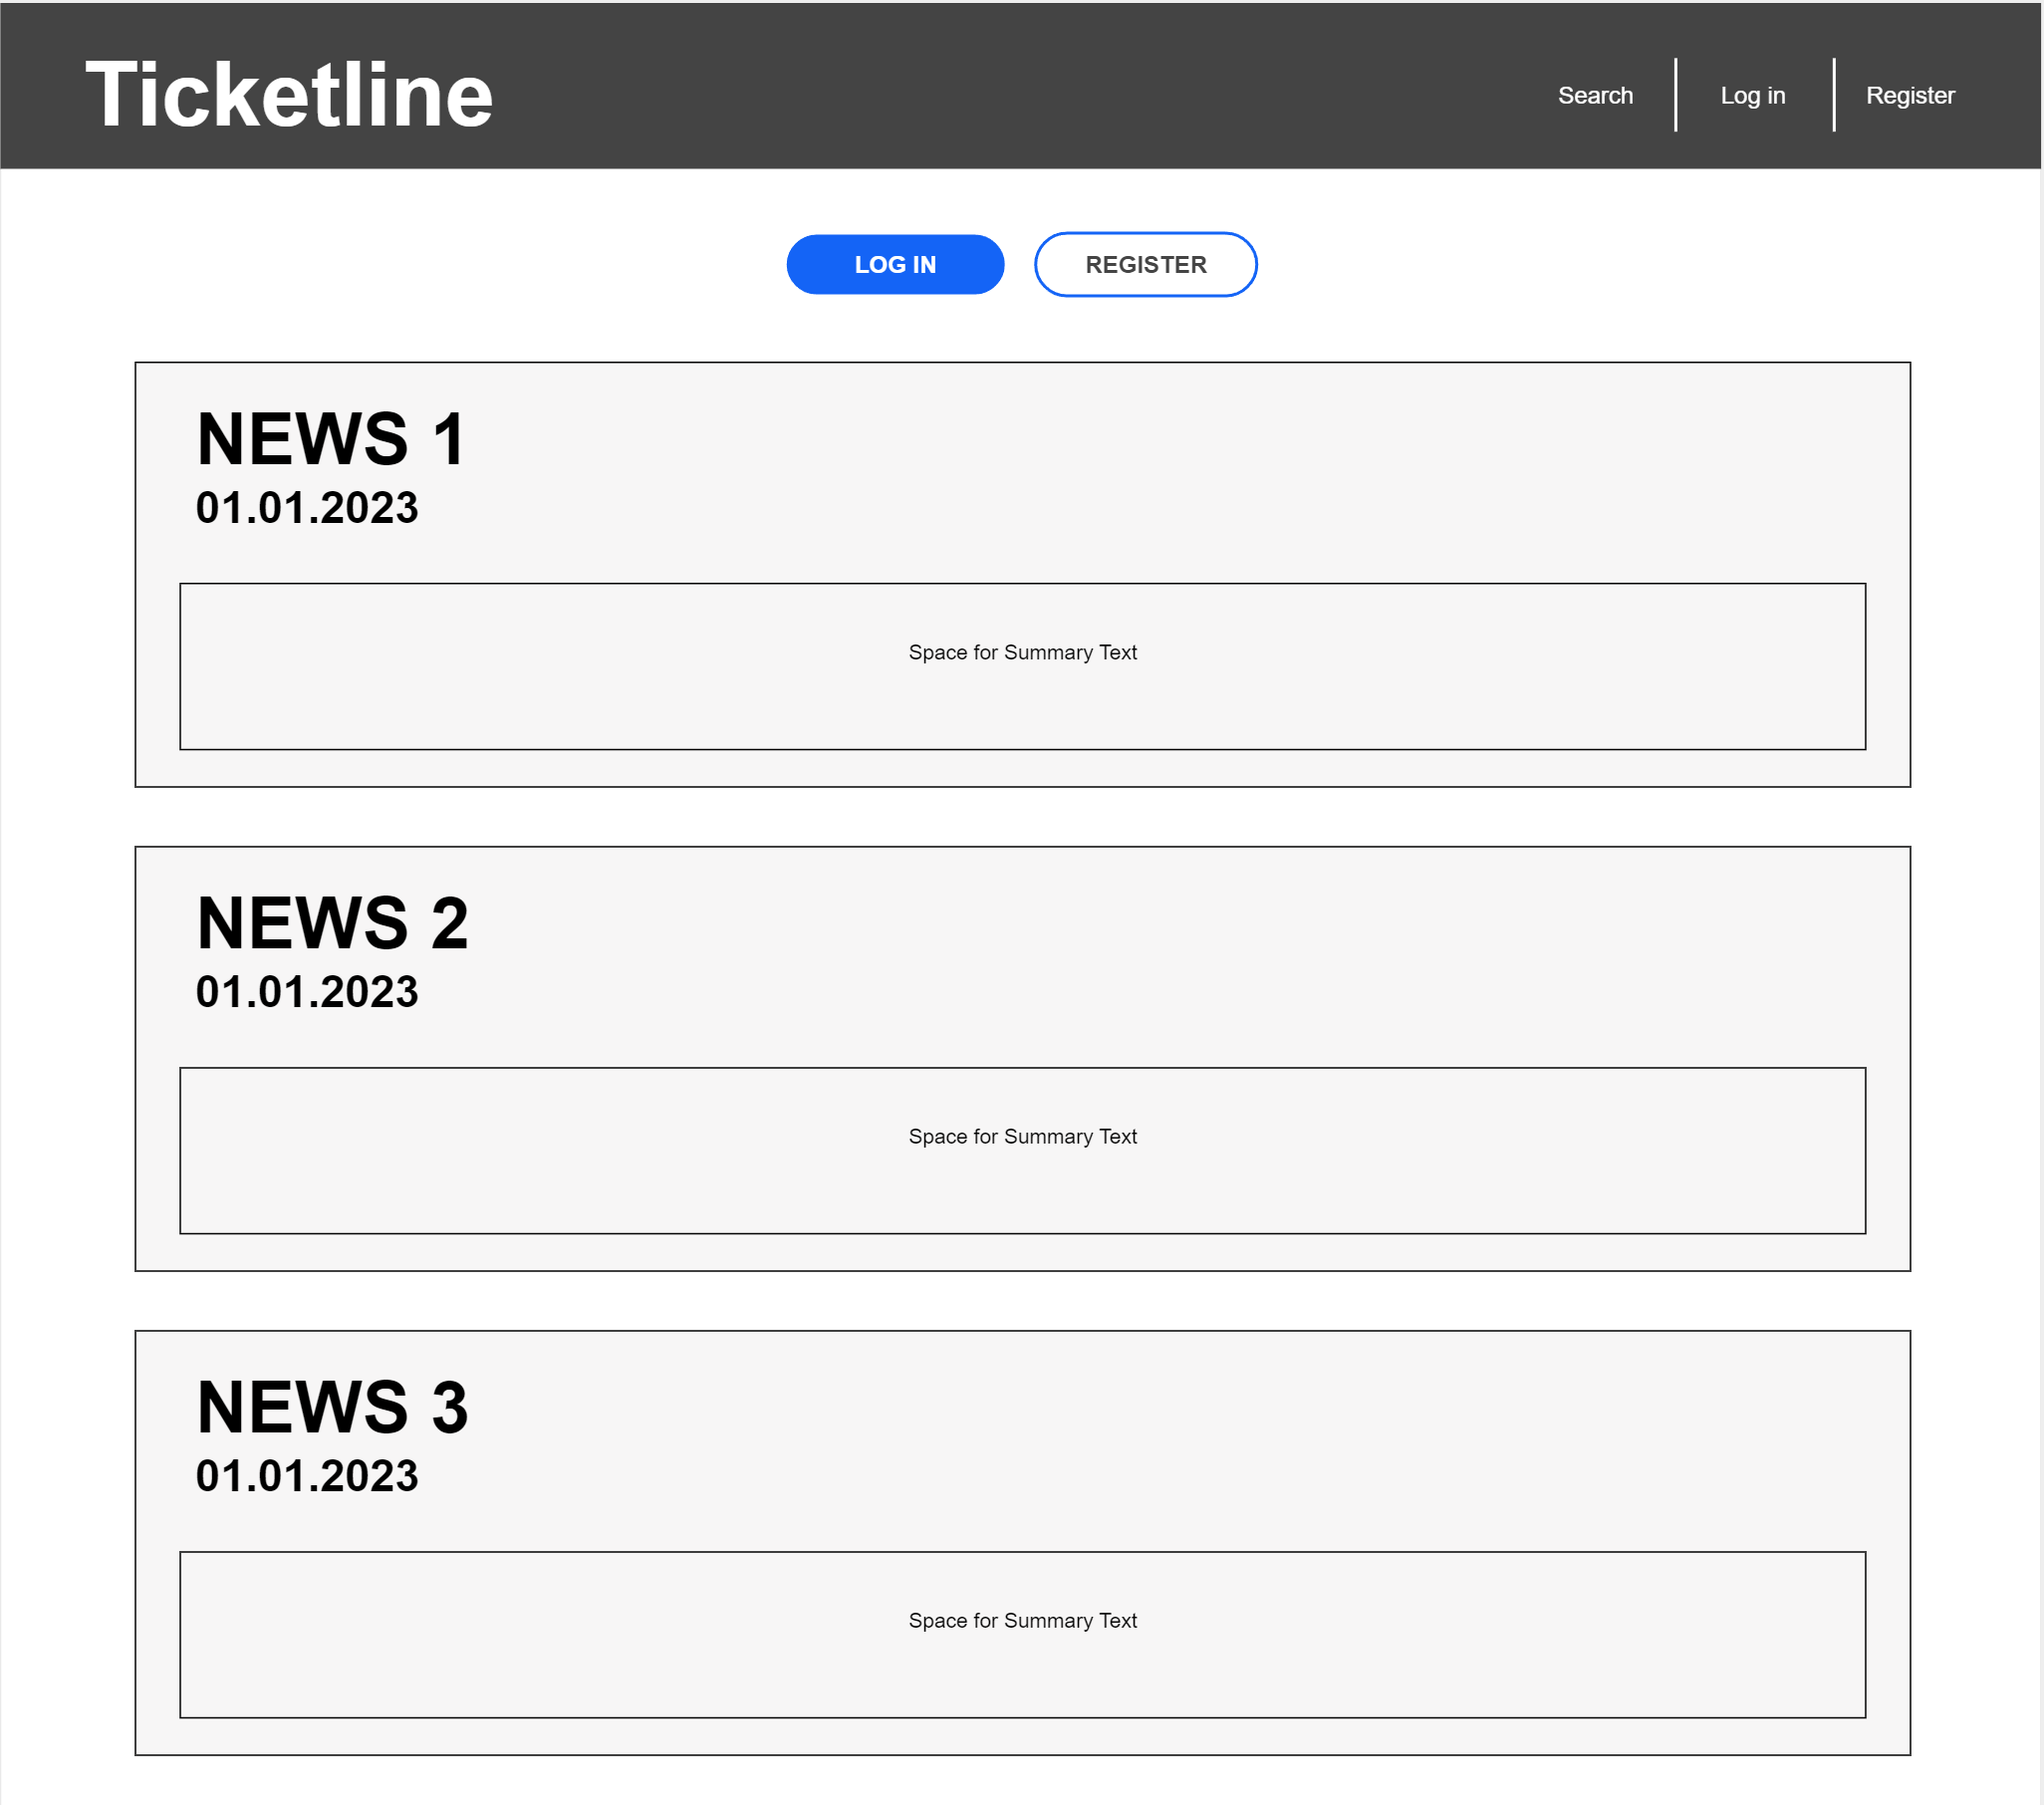 Ticketline
Search
Log in
Register
LOG IN
REGISTER
NEWS 1
01.01.2023
Space for Summary Text
NEWS 2
01.01.2023
Space for Summary Text
NEWS 3
01.01.2023
Space for Summary Text